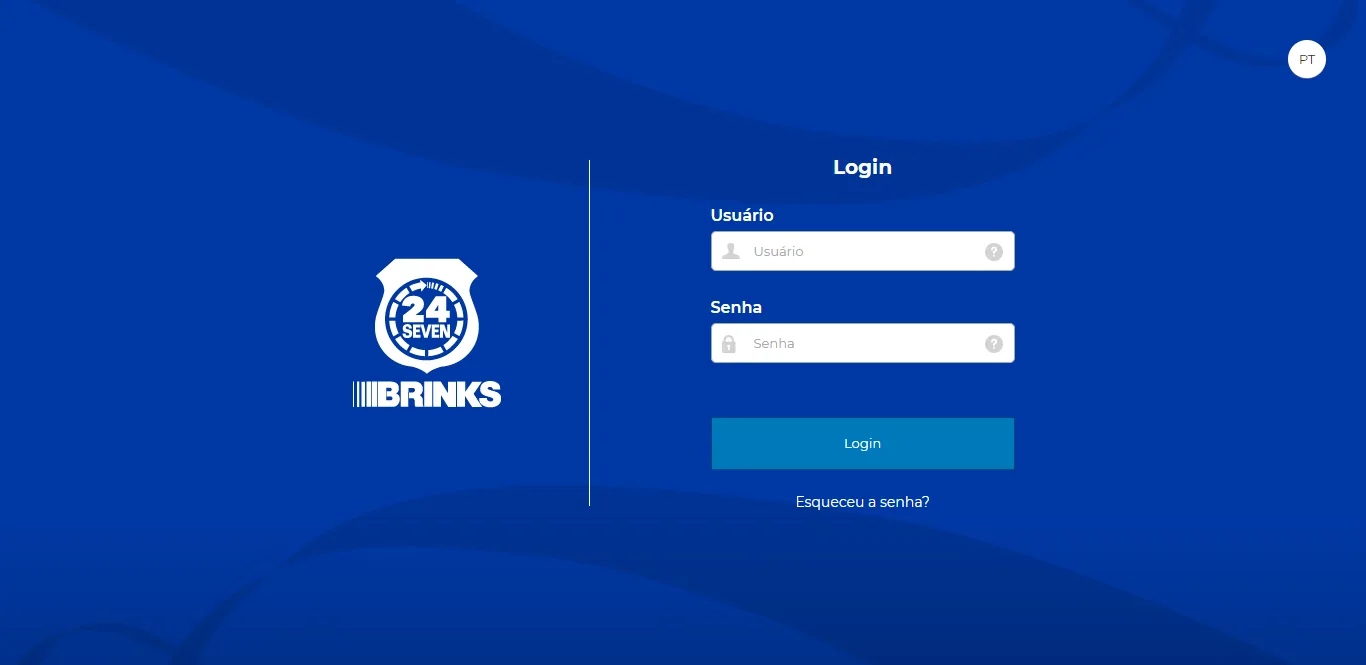 PT
24
SEVEN
BRINKS
Login
Usuário
Usuário
?
Senha
Senha
?
Login
Esqueceu a senha?